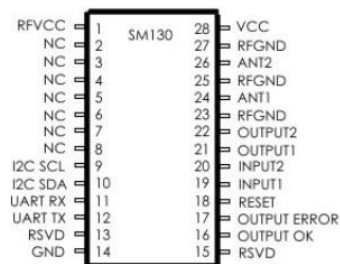 RFVCC 1 SM130 28 VCC
NC 2 27 RFGND
NC 3 26 ANT2
NC 4 25 RFGND
NC 5 24 ANT1
NC 6 23 RFGND
NC 7 22 OUTPUT2
NC 8 21 OUTPUT1
I2C SCL 9 20 INPUT2
I2C SDA 10 19 INPUT1
UART RX 11 18 RESET
UART TX 12 17 OUTPUT ERROR
RSVD 13 16 OUTPUT OK
GND 14 15 RSVD